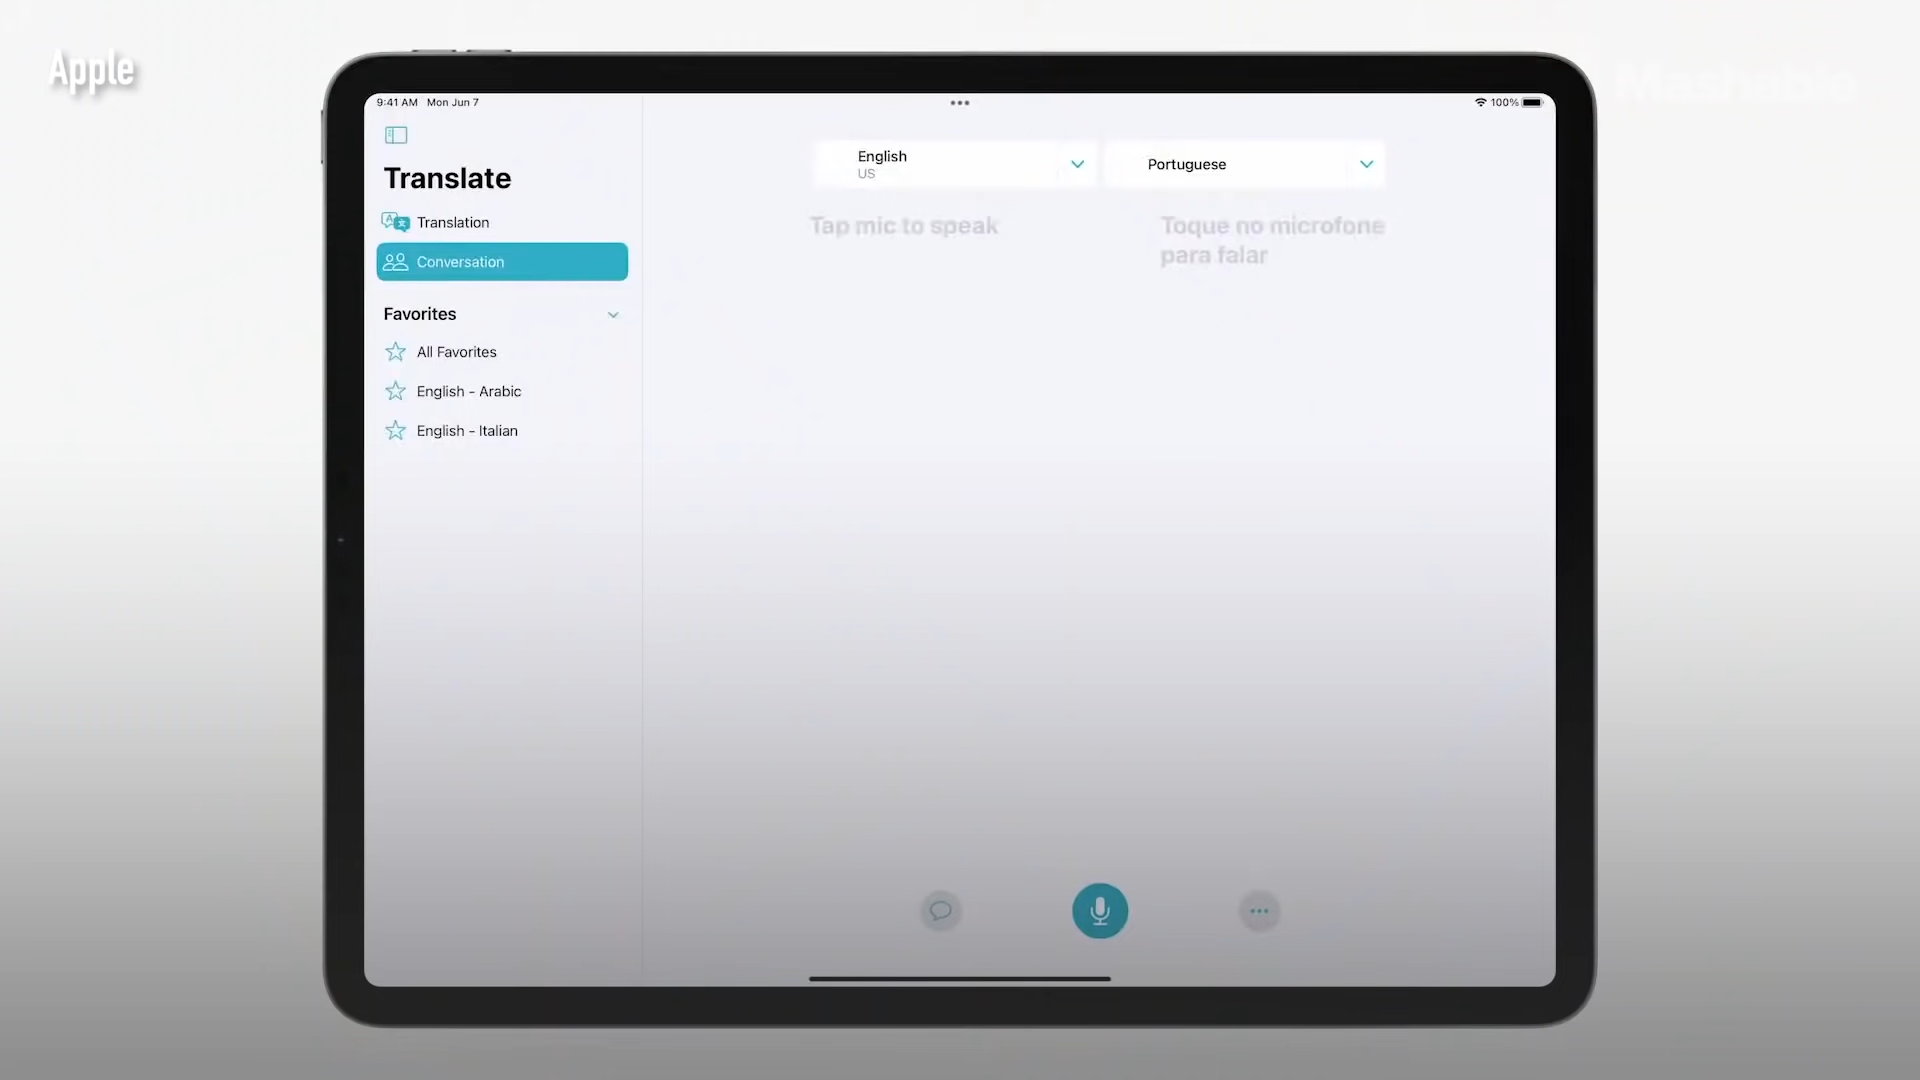 Apple
Mashable
9:41 AM Mon Jun 7
100%
Translate
Translation
Conversation
Favorites
All Favorites
English - Arabic
English - Italian
English
US
Portuguese
Tap mic to speak
Toque no microfone
para falar